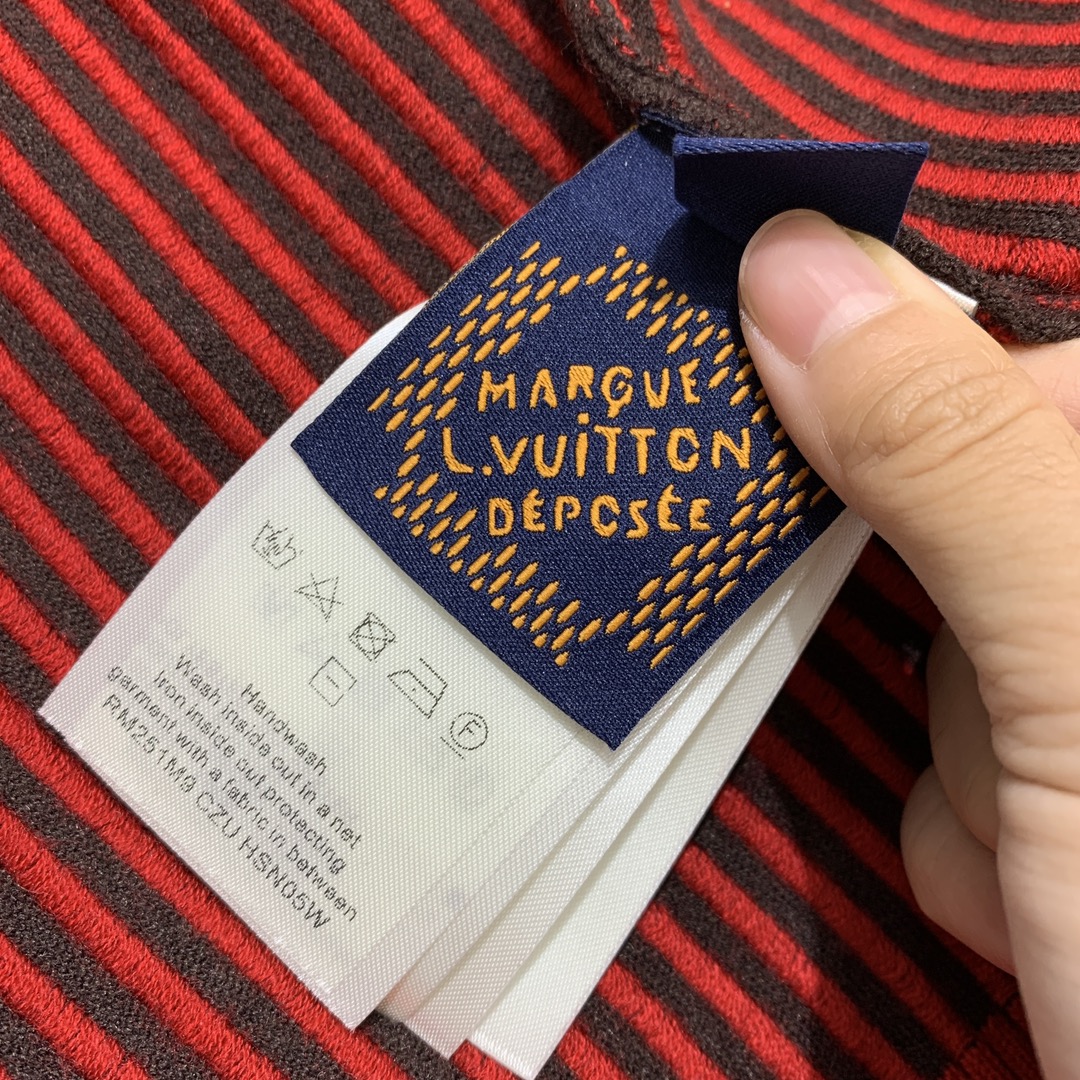 MARQUE
L.VUiTTON
DÉPOSÉE
F
Handwash
Wash inside out in a net
Iron inside out protecting
garment with a fabric in between
RM251M9 CZU HSN05W